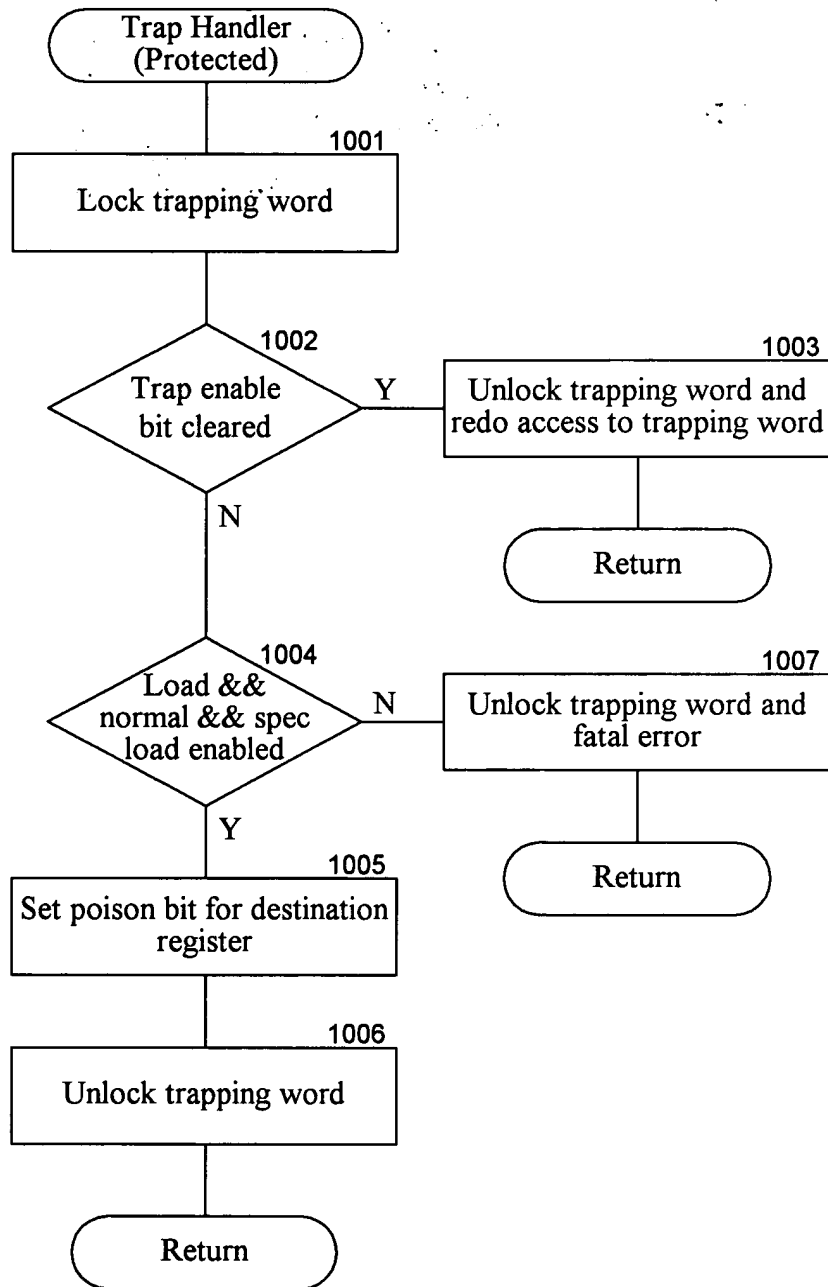 Trap Handler
(Protected)
1001
Lock trapping word
1002
Trap enable
bit cleared
Y
N
1003
Unlock trapping word and
redo access to trapping word
Return
1004
Load &&
normal && spec
load enabled
N
Y
1007
Unlock trapping word and
fatal error
Return
1005
Set poison bit for destination
register
1006
Unlock trapping word
Return